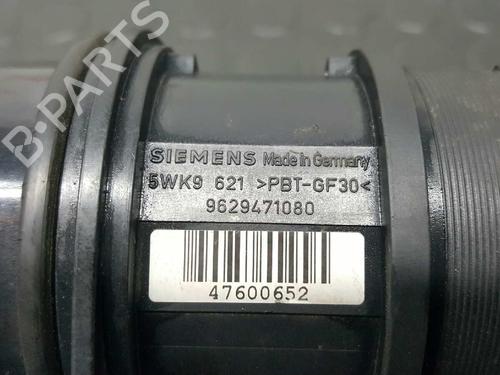 SIEMENS Made in Germany
5WK9 621 >PBT-GF30<
9629471080
47600652
B-PARTS